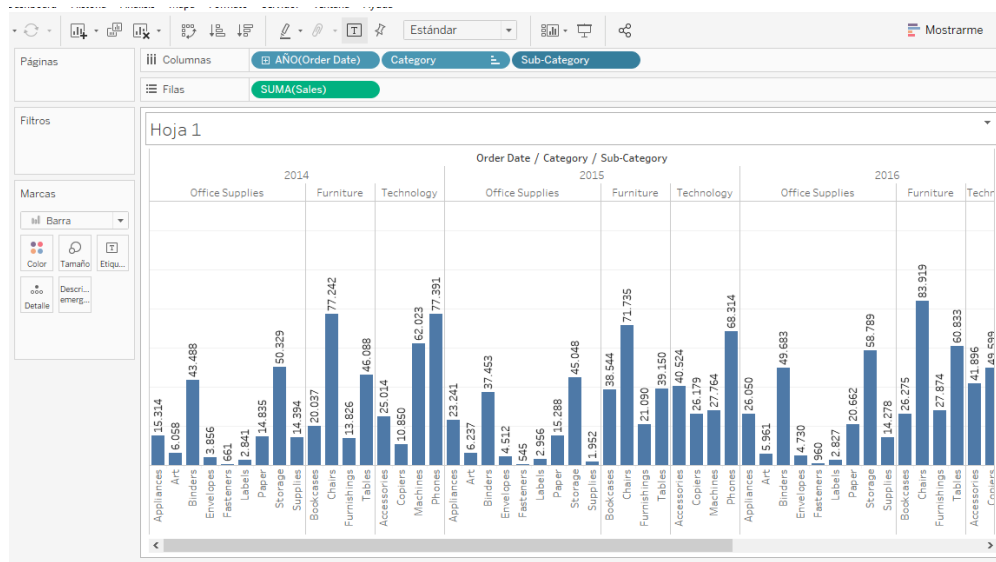 Estándar
Mostrarme
Páginas
Columnas
AÑO(Order Date)
Category
Sub-Category
Filas
SUMA(Sales)
Filtros
Hoja 1
Order Date / Category / Sub-Category
2014
2015
2016
Office Supplies
Furniture
Technology
Office Supplies
Furniture
Technology
Office Supplies
Furniture
Techn
Marcas
Barra
Color
Tamaño
Etiqu...
Detalle
Descri...
emerg...
15.314
6.058
43.488
3.856
661
2.841
14.835
50.329
14.394
20.037
77.242
13.826
46.088
25.014
10.850
62.023
77.391
23.241
6.237
37.453
4.512
545
2.956
15.288
45.048
1.952
38.544
71.735
21.090
39.150
40.524
26.179
27.764
68.314
26.050
5.961
49.683
4.730
960
2.827
20.662
58.789
14.278
26.275
83.919
27.874
60.833
41.896
49.599
Appliances
Art
Binders
Envelopes
Fasteners
Labels
Paper
Storage
Supplies
Bookcases
Chairs
Furnishings
Tables
Accessories
Copiers
Machines
Phones
Appliances
Art
Binders
Envelopes
Fasteners
Labels
Paper
Storage
Supplies
Bookcases
Chairs
Furnishings
Tables
Accessories
Copiers
Machines
Phones
Appliances
Art
Binders
Envelopes
Fasteners
Labels
Paper
Storage
Supplies
Bookcases
Chairs
Furnishings
Tables
Accessories
Copiers